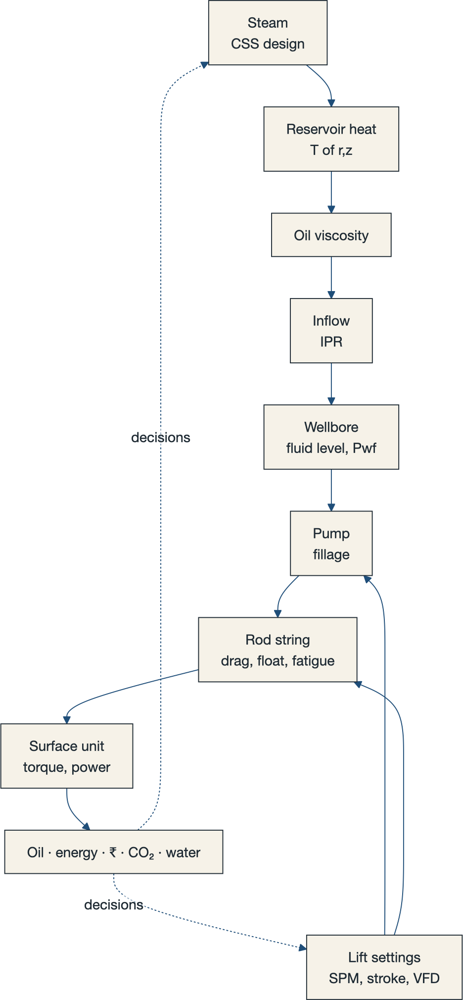 Steam
CSS design
Reservoir heat
T of r,z
Oil viscosity
Inflow
IPR
Wellbore
fluid level, Pwf
decisions
Pump
fillage
Rod string
drag, float, fatigue
Surface unit
torque, power
Oil · energy · ₹ · CO₂ · water
decisions
Lift settings
SPM, stroke, VFD